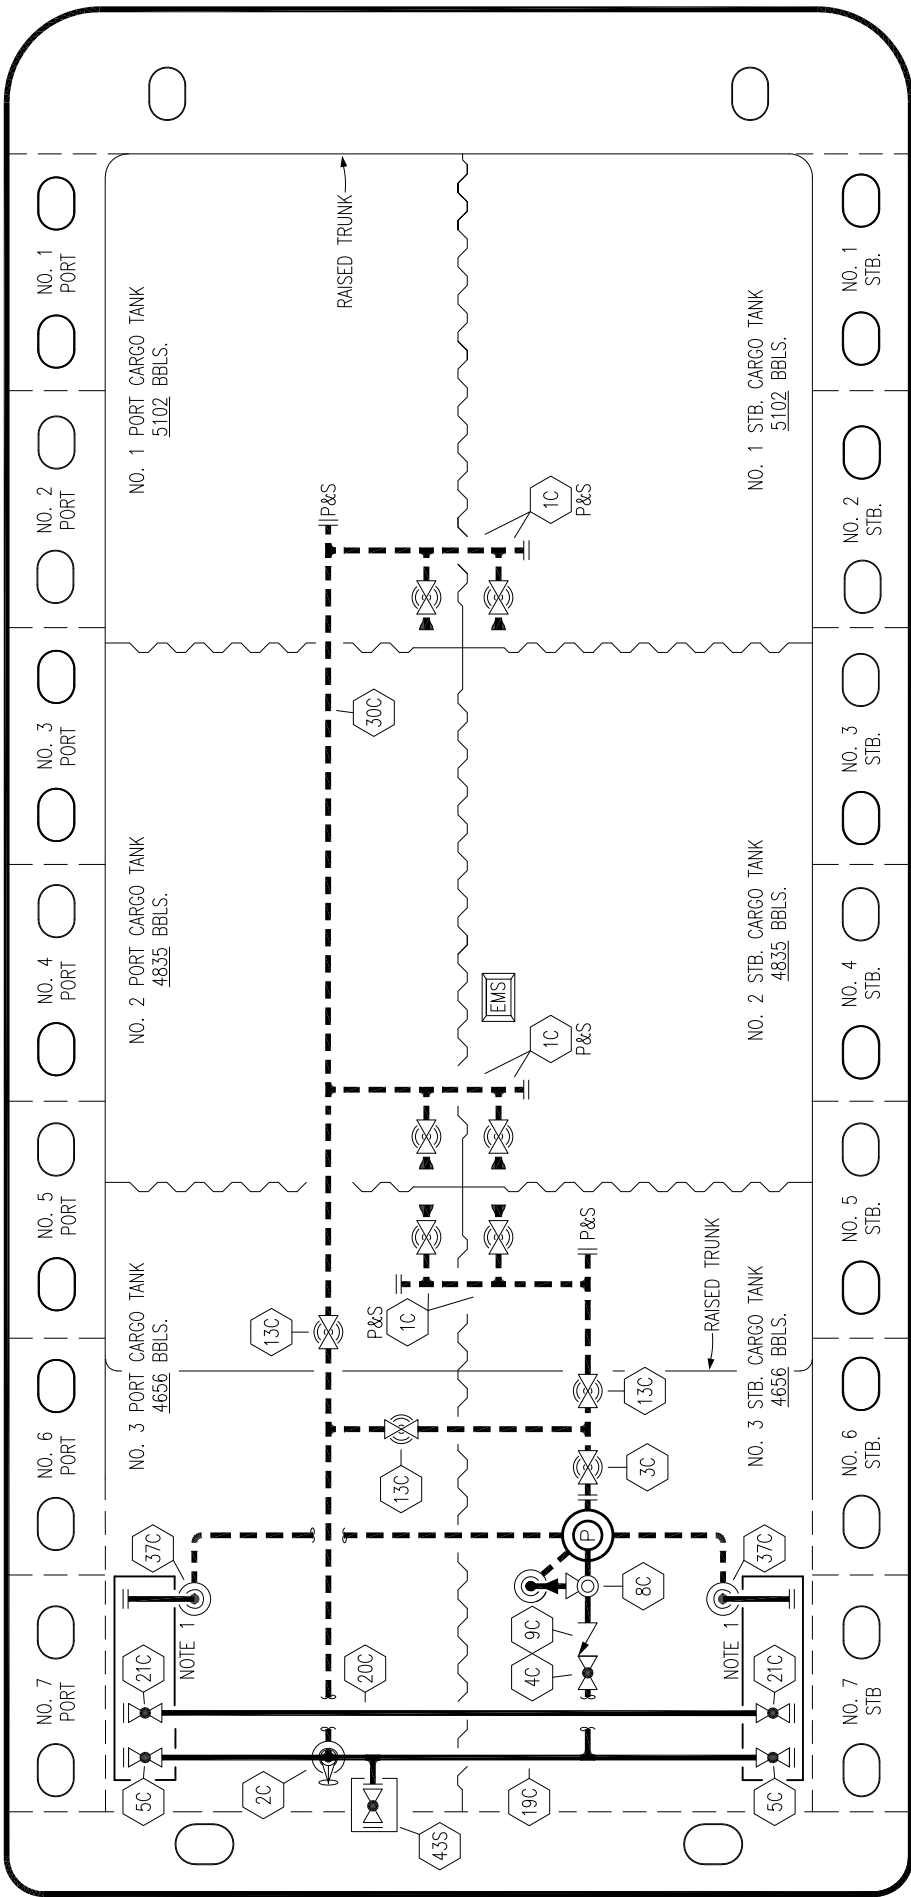 NO. 1
PORT
NO. 2
PORT
NO. 3
PORT
NO. 4
PORT
NO. 5
PORT
NO. 6
PORT
NO. 7
PORT
NO. 1 PORT CARGO TANK
5102 BBLS.
NO. 2 PORT CARGO TANK
4835 BBLS.
NO. 3 PORT CARGO TANK
4656 BBLS.
RAISED TRUNK
P&S
1C
P&S
30C
EMS
1C
P&S
13C
P&S
1C
P&S
RAISED TRUNK
13C
13C
3C
P
37C
37C
NOTE 1
NOTE 1
8C
9C
4C
21C
20C
21C
5C
2C
43S
19C
5C
NO. 1 STB. CARGO TANK
5102 BBLS.
NO. 2 STB. CARGO TANK
4835 BBLS.
NO. 3 STB. CARGO TANK
4656 BBLS.
NO. 1
STB.
NO. 2
STB.
NO. 3
STB.
NO. 4
STB.
NO. 5
STB.
NO. 6
STB.
NO. 7
STB